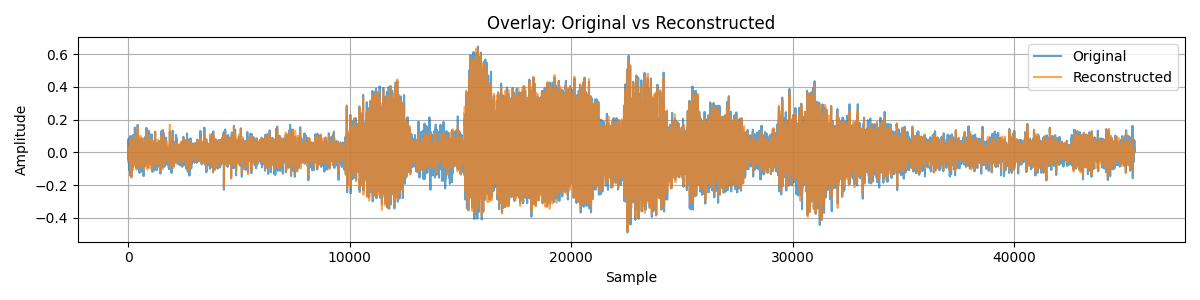 Overlay: Original vs Reconstructed
Original
Reconstructed
Amplitude
0.6
0.4
0.2
0.0
−0.2
−0.4
0 10000 20000 30000 40000
Sample